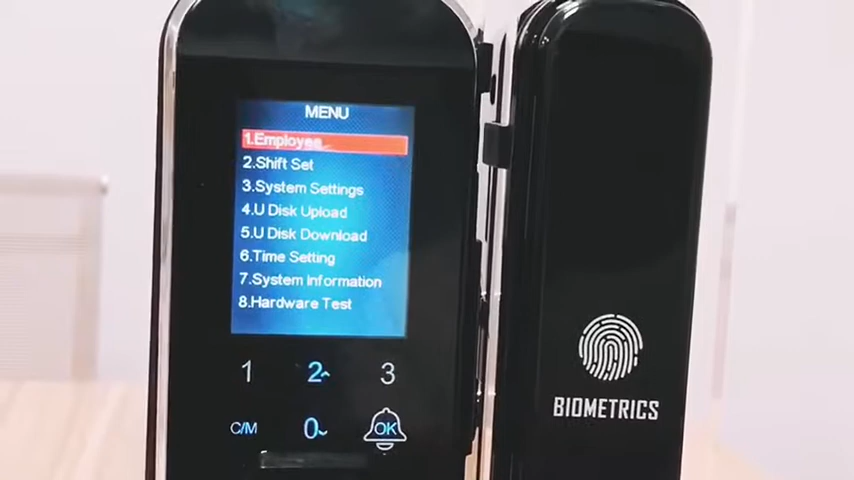 MENU
1.Employee
2.Shift Set
3.System Settings
4.U Disk Upload
5.U Disk Download
6.Time Setting
7.System information
8.Hardware Test
1 2 3
C/M 0 OK
BIOMETRICS